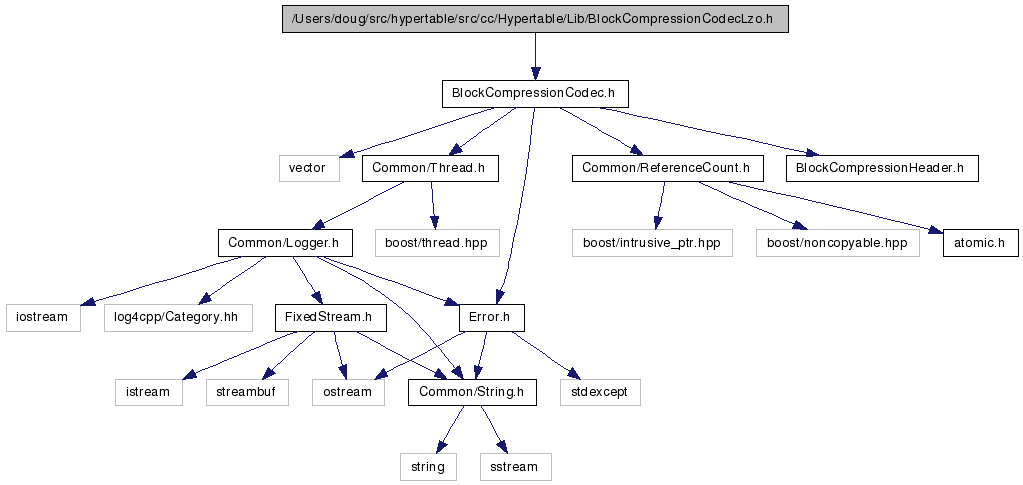 /Users/doug/src/hypertable/src/cc/Hypertable/Lib/BlockCompressionCodecLzo.h
BlockCompressionCodec.h
vector
Common/Thread.h
Common/ReferenceCount.h
BlockCompressionHeader.h
Common/Logger.h
boost/thread.hpp
boost/intrusive_ptr.hpp
boost/noncopyable.hpp
atomic.h
iostream
log4cpp/Category.hh
FixedStream.h
Error.h
istream
streambuf
ostream
Common/String.h
stdexcept
string
sstream